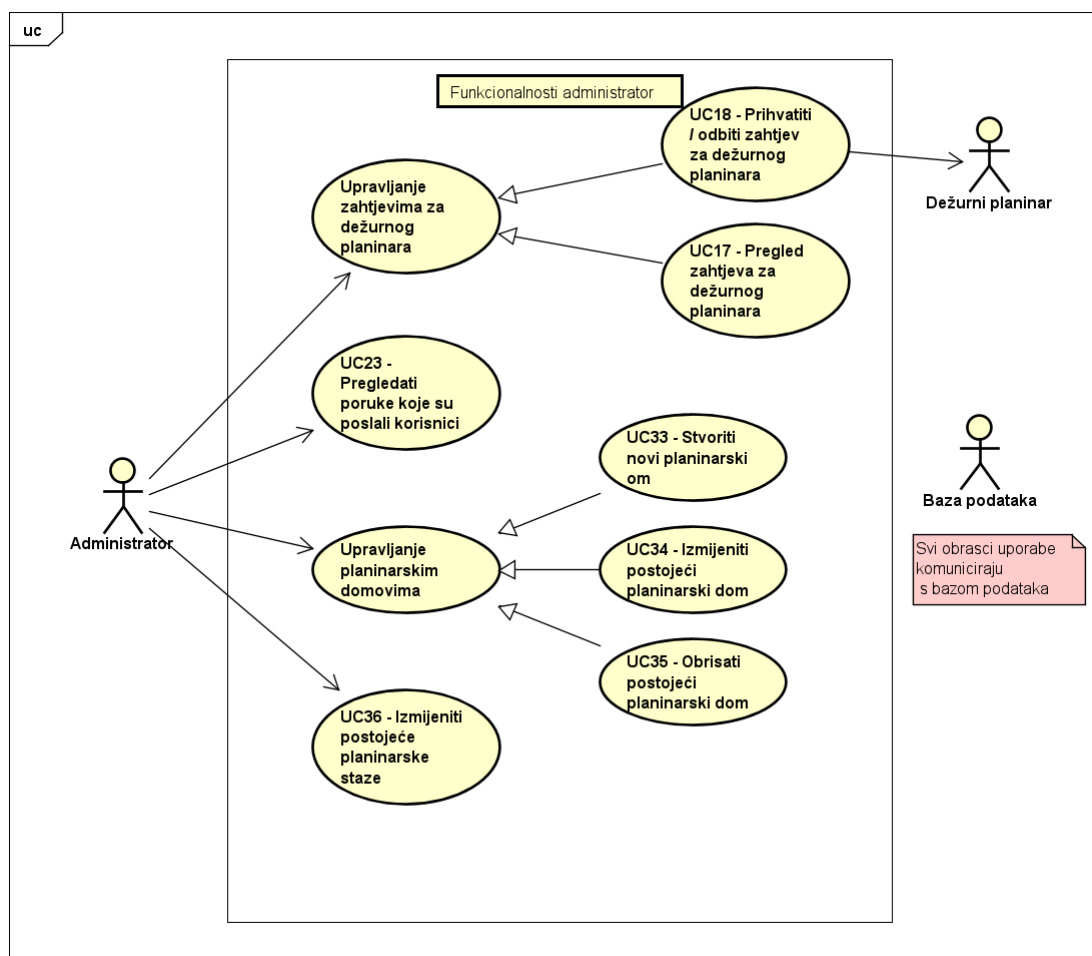 uc
Funkcionalnosti administrator
UC18 - Prihvatiti
/ odbiti zahtjev
za dežurnog
planinara
Dežurni planinar
Upravljanje
zahtjevima za
dežurnog
planinara
UC17 - Pregled
zahtjeva za
dežurnog
planinara
UC23 -
Pregledati
poruke koje su
poslali korisnici
UC33 - Stvoriti
novi planinarski
om
Baza podataka
Administrator
Upravljanje
planinarskim
domovima
UC34 - Izmijeniti
postojeći
planinarski dom
Svi obrasci uporabe
komuniciraju
s bazom podataka
UC35 - Obrisati
postojeći
planinarski dom
UC36 - Izmijeniti
postojeće
planinarske
staze